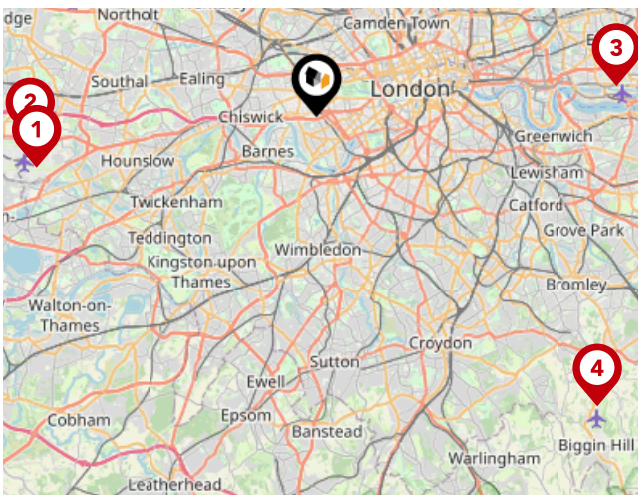 dge
Northolt
Camden Town
3
E
Southal
Ealing
2
London
Chiswick
1
Greenwich
Barnes
Hounslow
Lewisham
Twickenham
Catford
Grove Park
Teddington
Wimbledon
Kingston upon
Thames
Bromley
Walton-on-
Thames
Croydon
Sutton
4
Ewell
Epsom
Cobham
Banstead
Biggin Hill
Warlingham
Leatherhead